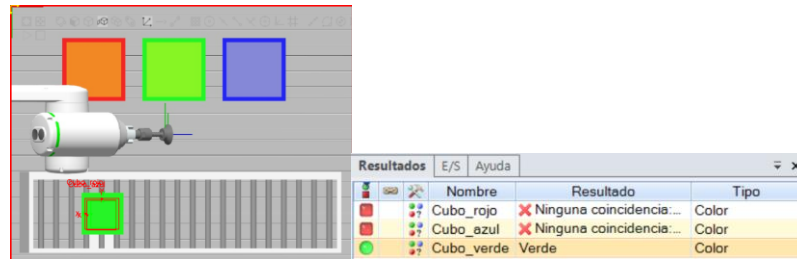 Resultados E/S Ayuda
Nombre Resultado Tipo
Cubo_rojo Ninguna coincidencia:... Color
Cubo_azul Ninguna coincidencia:... Color
Cubo_verde Verde Color